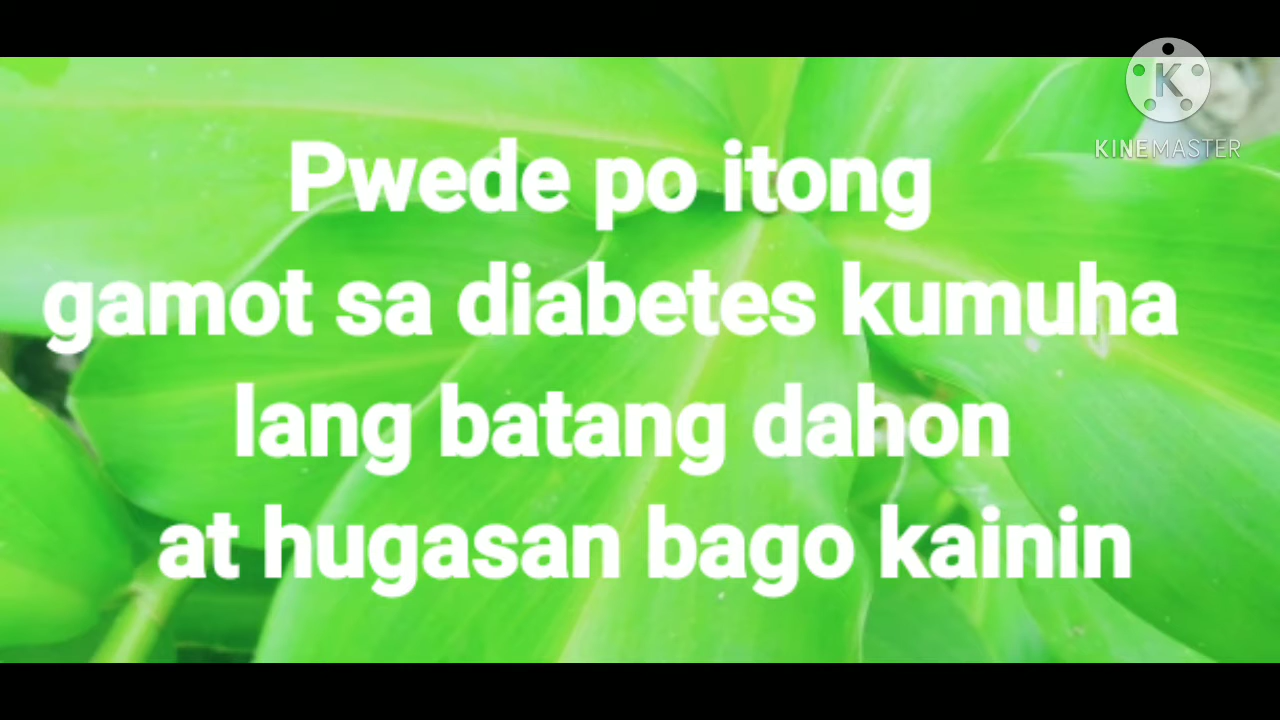 KINEMASTER
Pwede po itong
gamot sa diabetes kumuha
lang batang dahon
at hugasan bago kainin